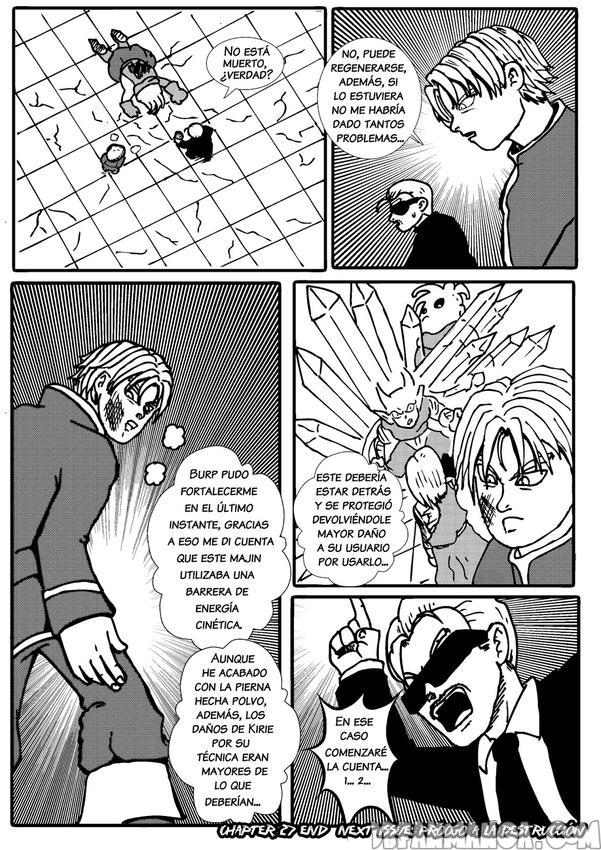 NO ESTÁ
MUERTO,
¿VERDAD?
NO, PUEDE
REGENERARSE,
ADEMÁS, SI
LO ESTUVIERA
NO ME HABRÍA
DADO TANTOS
PROBLEMAS...
BURP PUDO
FORTALECERME
EN EL ÚLTIMO
INSTANTE, GRACIAS
A ESO ME DI CUENTA
QUE ESTE MAJIN
UTILIZABA UNA
BARRERA DE
ENERGÍA
CINÉTICA.
AUNQUE
HE ACABADO
CON LA PIERNA
HECHA POLVO,
ADEMÁS, LOS
DAÑOS DE KIRIE
POR SU
TÉCNICA ERAN
MAYORES DE
LO QUE
DEBERÍAN...
ESTE DEBERÍA
ESTAR DETRÁS
Y SE PROTEGIÓ
DEVOLVIÉNDOLE
MAYOR DAÑO
A SU USUARIO
POR USARLO...
EN ESE
CASO
COMENZARÉ
LA CUENTA...
1... 2...
CHAPTER 27 END NEXT ISSUE: A LA DESTRUCCIÓN
DBFANMANGA.COM